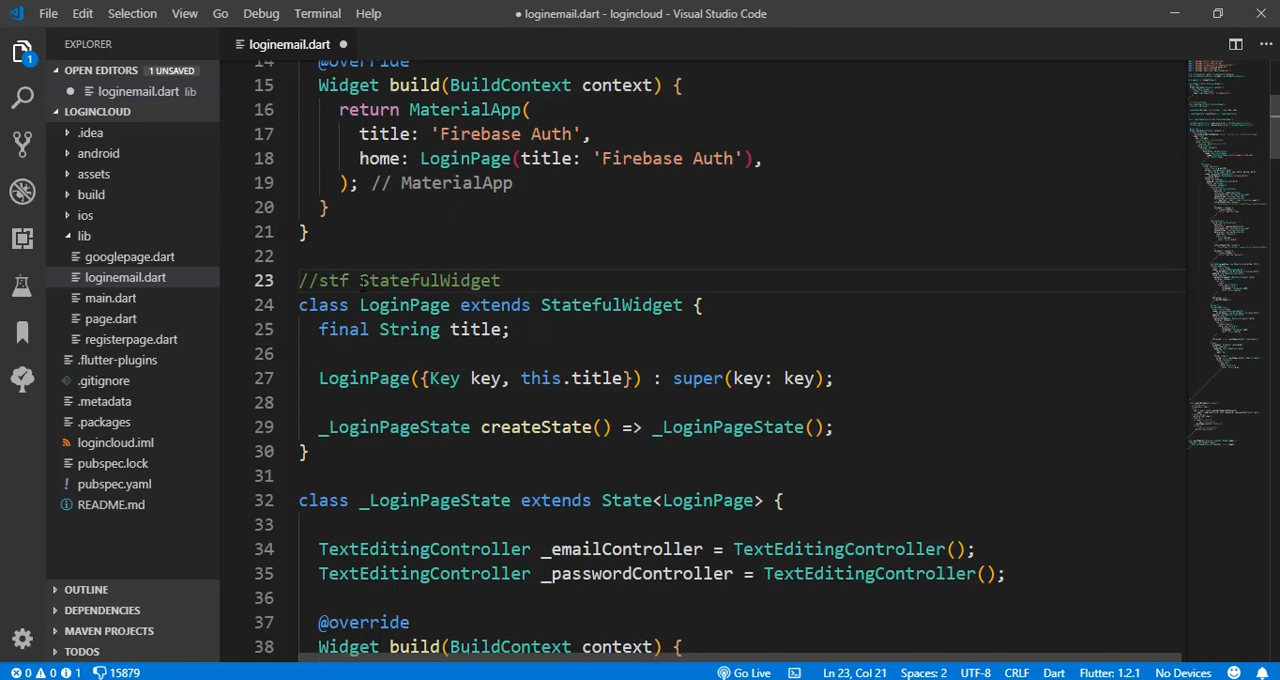 File Edit Selection View Go Debug Terminal Help ● loginemail.dart - logincloud - Visual Studio Code
EXPLORER
OPEN EDITORS 1 UNSAVED
loginemail.dart lib
LOGINCLOUD
.idea
android
assets
build
ios
lib
googlepage.dart
loginemail.dart
main.dart
page.dart
registerpage.dart
.flutter-plugins
.gitignore
.metadata
.packages
logincloud.iml
pubspec.lock
pubspec.yaml
README.md
OUTLINE
DEPENDENCIES
MAVEN PROJECTS
TODOS
1
loginemail.dart
14 @override
15 Widget build(BuildContext context) {
16 return MaterialApp(
17 title: 'Firebase Auth',
18 home: LoginPage(title: 'Firebase Auth'),
19 ); // MaterialApp
20 }
21 }
22
23 //stf StatefulWidget
24 class LoginPage extends StatefulWidget {
25 final String title;
26
27 LoginPage({Key key, this.title}) : super(key: key);
28
29 _LoginPageState createState() => _LoginPageState();
30 }
31
32 class _LoginPageState extends State<LoginPage> {
33
34 TextEditingController _emailController = TextEditingController();
35 TextEditingController _passwordController = TextEditingController();
36
37 @override
38 Widget build(BuildContext context) {
0 0 1 15879 Go Live Ln 23, Col 21 Spaces: 2 UTF-8 CRLF Dart Flutter: 1.2.1 No Devices